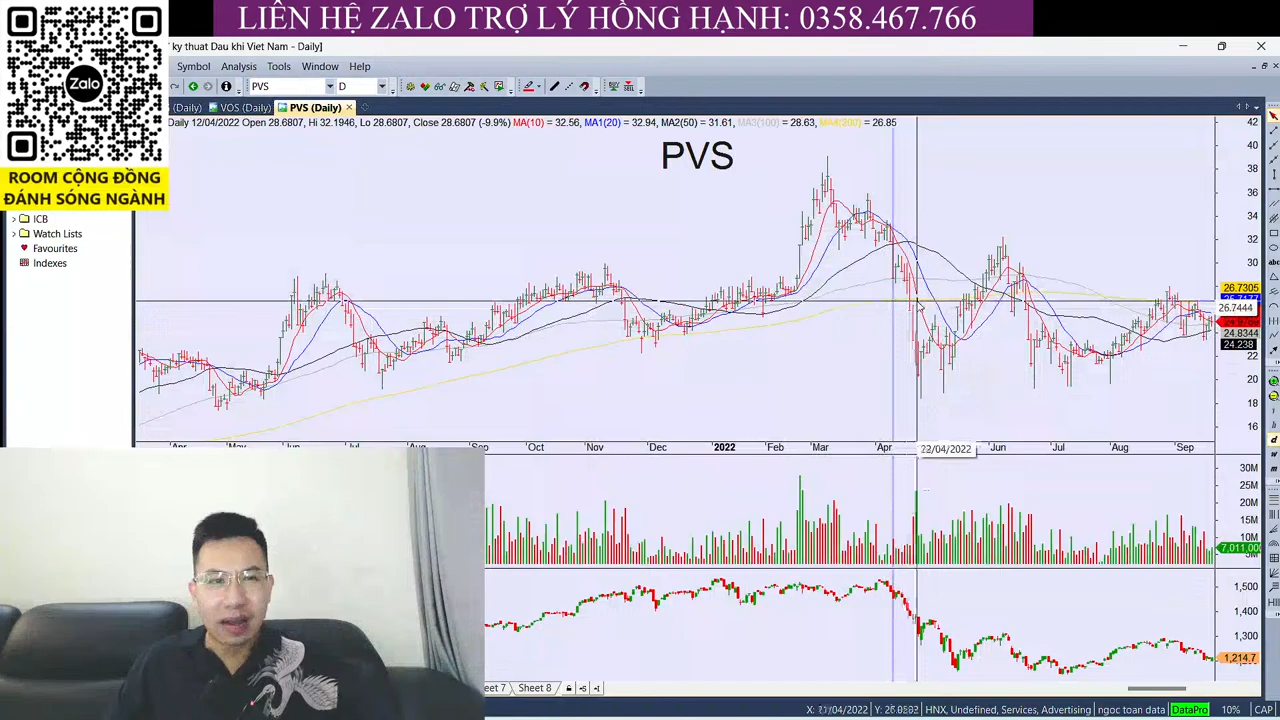 LIÊN HỆ ZALO TRỢ LÝ HỒNG HẠNH: 0358.467.766
Zalo
ROOM CỘNG ĐỒNG
ĐÁNH SÓNG NGÀNH
ky thuat Dau khi Viet Nam - Daily]
Symbol Analysis Tools Window Help
PVS D
(Daily) VOS (Daily) PVS (Daily)
Daily 12/04/2022 Open 28.6807, Hi 32.1946, Lo 28.6807, Close 28.6807 (-9.9%) MA(10) = MA1(20) = 32.94, MA2(50) = 31.61, MA3(100) = 28.63, MA4(200) = 26.85
PVS
ICB
Watch Lists
Favourites
Indexes
42
40
38
36
34
32
30
26.7305
26.7444
24.8344
24.238
22
20
18
16
Apr May Jun Jul Aug Sep Oct Nov Dec 2022 Feb Mar Apr 22/04/2022 Jun Jul Aug Sep
30M
25M
20M
15M
10M
7,011,000
1,500
1,400
1,300
1,214.7
Sheet 7 Sheet 8
HNX, Undefined, Services, Advertising ngoc toan data DataPro 10% CAP